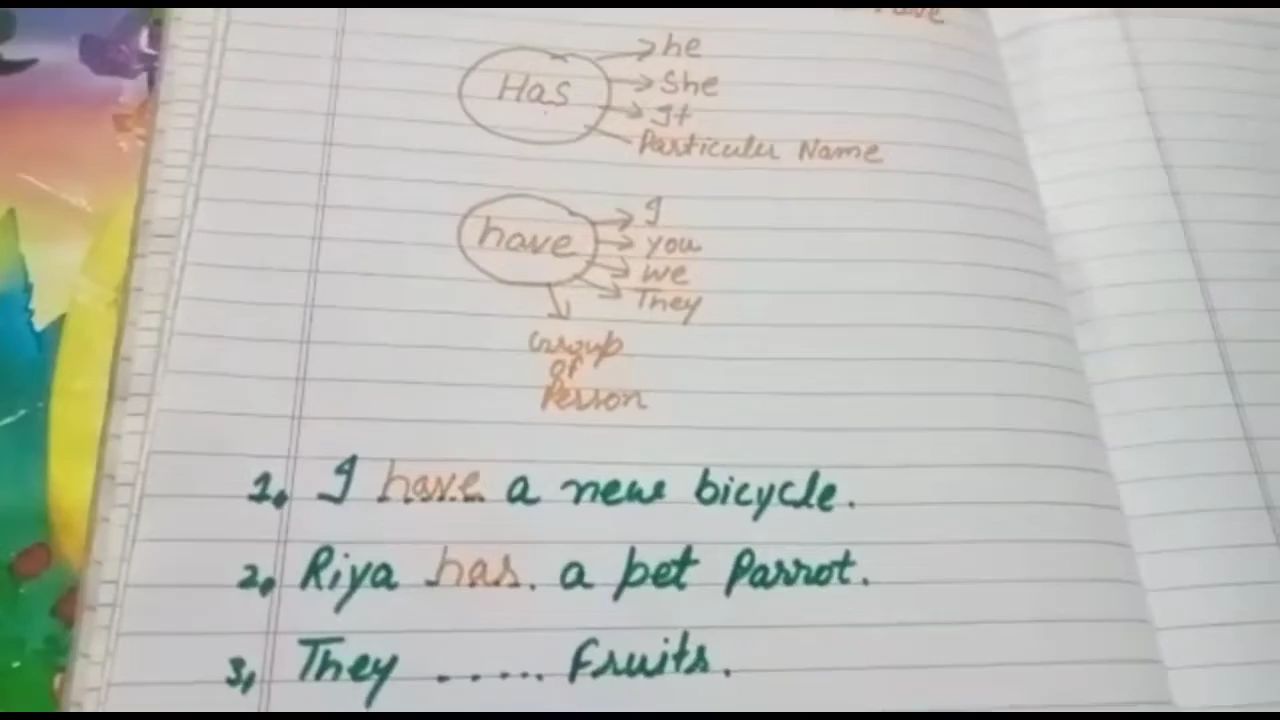 have
Has
he
She
It
Particular Name
have
I
you
we
They
Group
of
Person
1. I have a new bicycle.
2. Riya has. a pet Parrot.
3. They ..... Fruits.